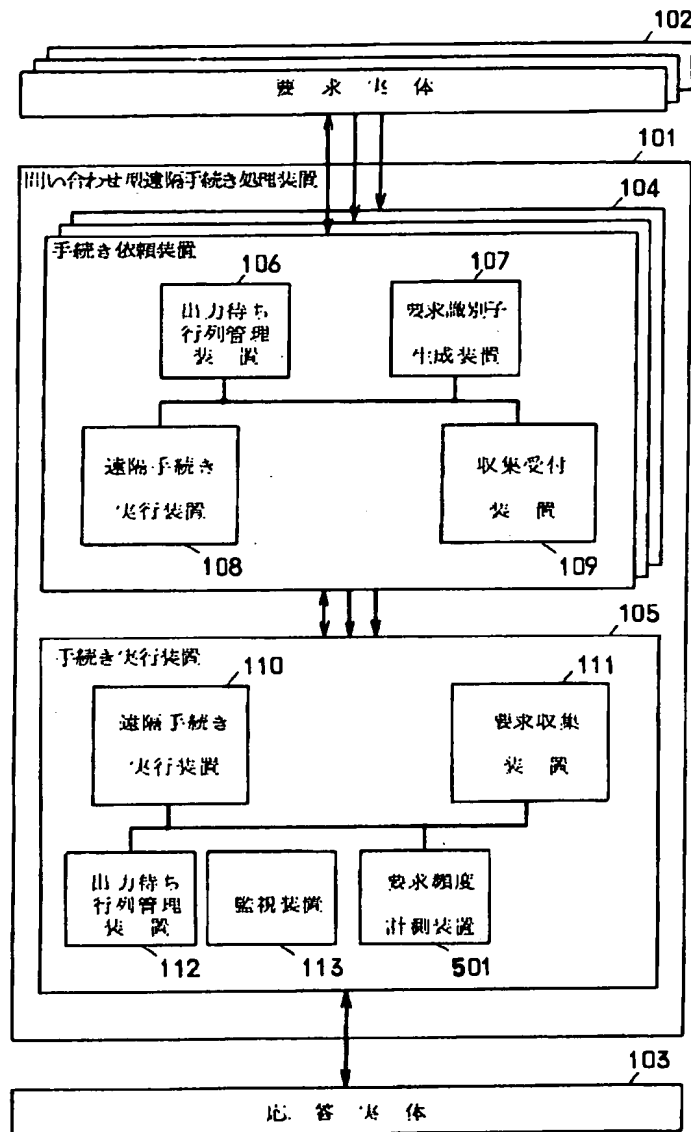 102
要求実体
101
問い合わせ型遠隔手続き処理装置
104
手続き依頼装置
106
107
出力待ち
行列管理
装置
要求識別子
生成装置
遠隔手続き
実行装置
収集受付
装置
108
109
105
手続き実行装置
110
111
遠隔手続き
実行装置
要求収集
装置
出力待ち
行列管理
装置
監視装置
要求頻度
計測装置
112
113
501
103
応答実体